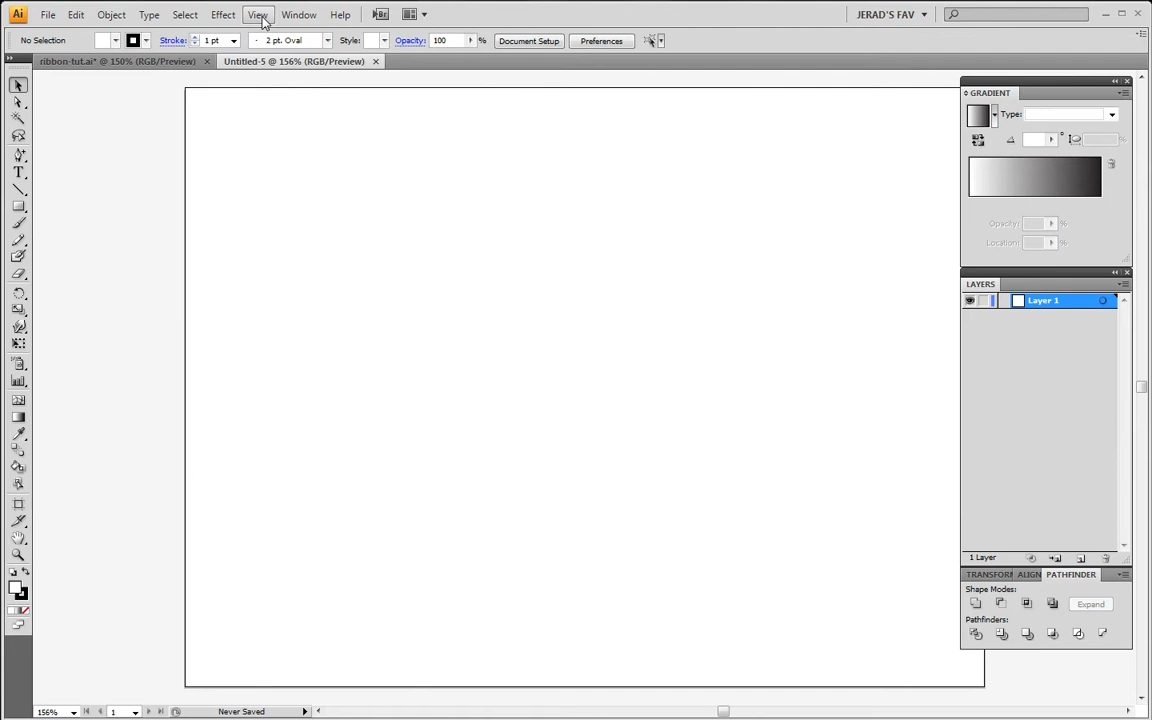 Ai File Edit Object Type Select Effect View Window Help Br JERAD'S FAV
No Selection Stroke: 1 pt 2 pt. Oval Style: Opacity: 100 % Document Setup Preferences
ribbon-tut.ai* @ 150% (RGB/Preview) Untitled-5 @ 156% (RGB/Preview)
GRADIENT
Type:
°
%
Opacity: %
Location: %
LAYERS
Layer 1
1 Layer
TRANSFORM ALIGN PATHFINDER
Shape Modes:
Expand
Pathfinders:
156% 1 Never Saved